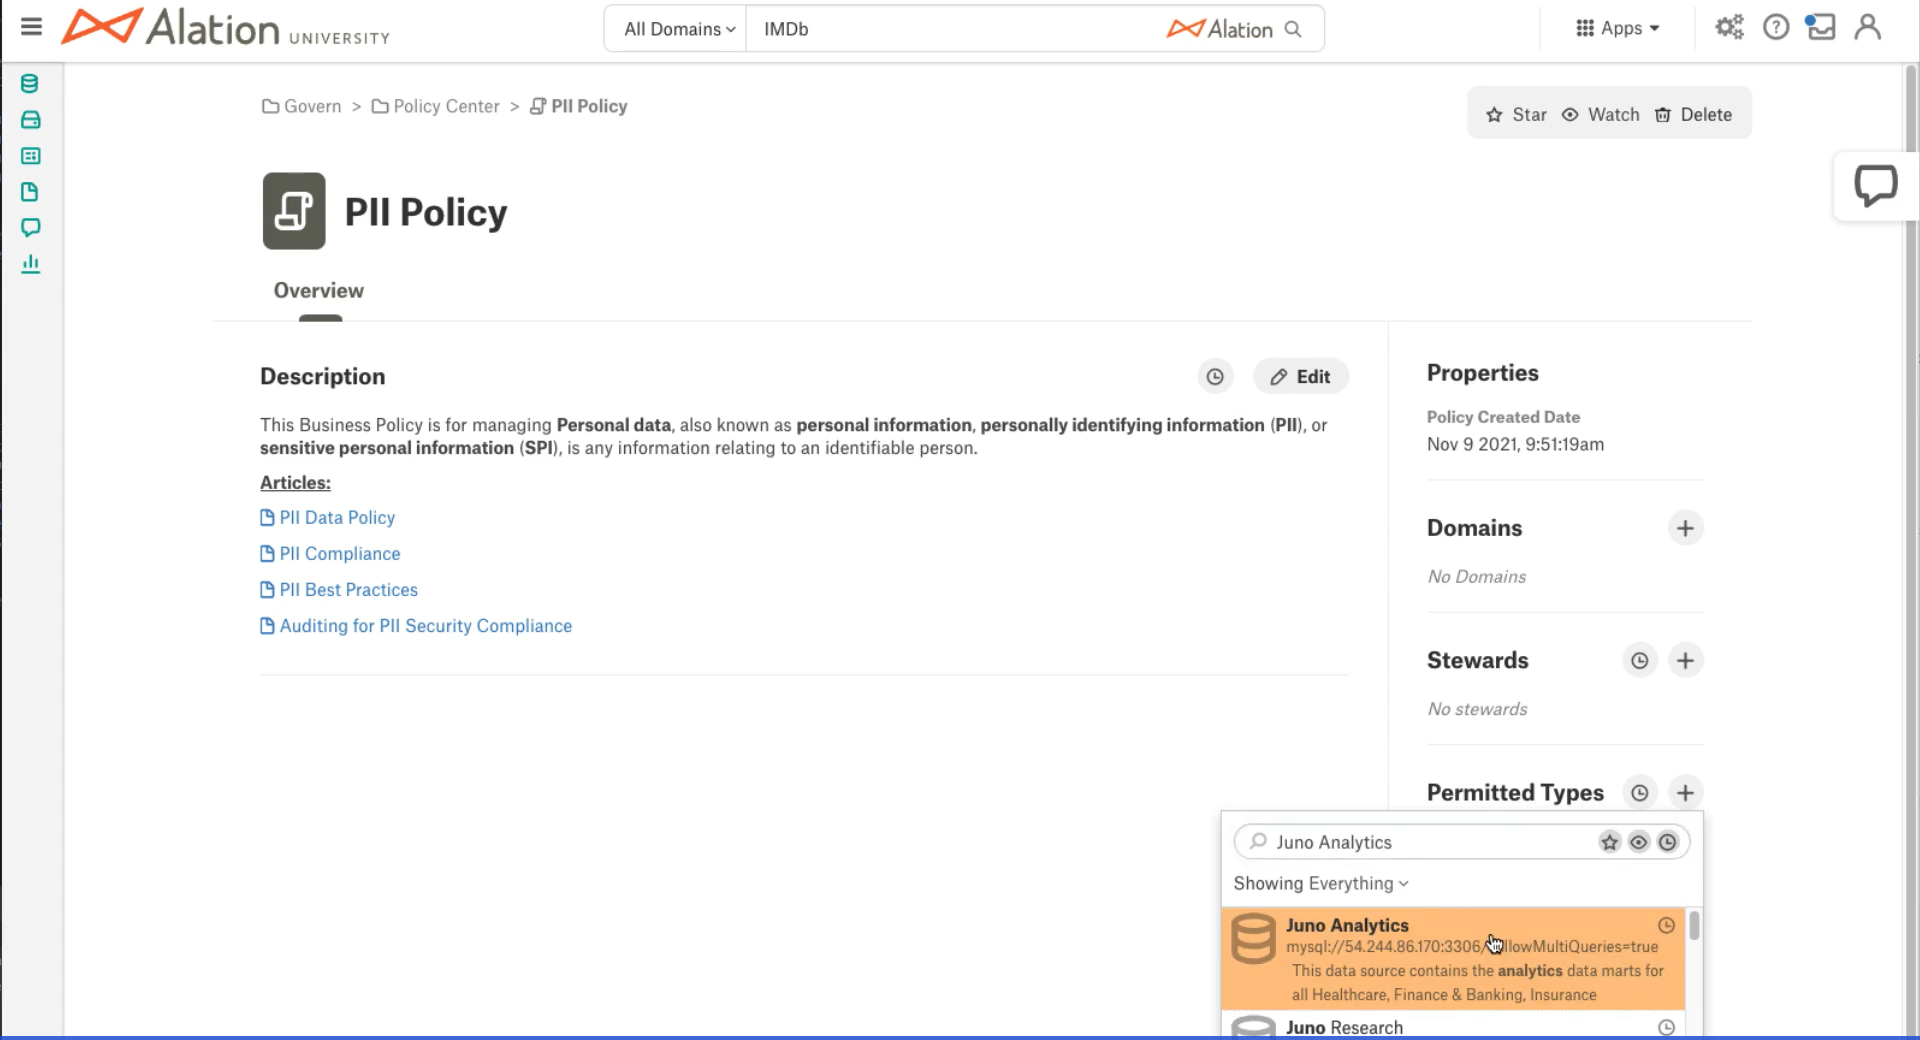 Alation UNIVERSITY
All Domains
IMDb
Alation
Apps
Govern > Policy Center > PII Policy
Star Watch Delete
PII Policy
Overview
Description
Edit
This Business Policy is for managing Personal data, also known as personal information, personally identifying information (PII), or
sensitive personal information (SPI), is any information relating to an identifiable person.
Articles:
PII Data Policy
PII Compliance
PII Best Practices
Auditing for PII Security Compliance
Properties
Policy Created Date
Nov 9 2021, 9:51:19am
Domains
No Domains
Stewards
No stewards
Permitted Types
Juno Analytics
Showing Everything
Juno Analytics
mysql://54.244.86.170:3306/ llowMultiQueries=true
This data source contains the analytics data marts for
all Healthcare, Finance & Banking, Insurance
Juno Research